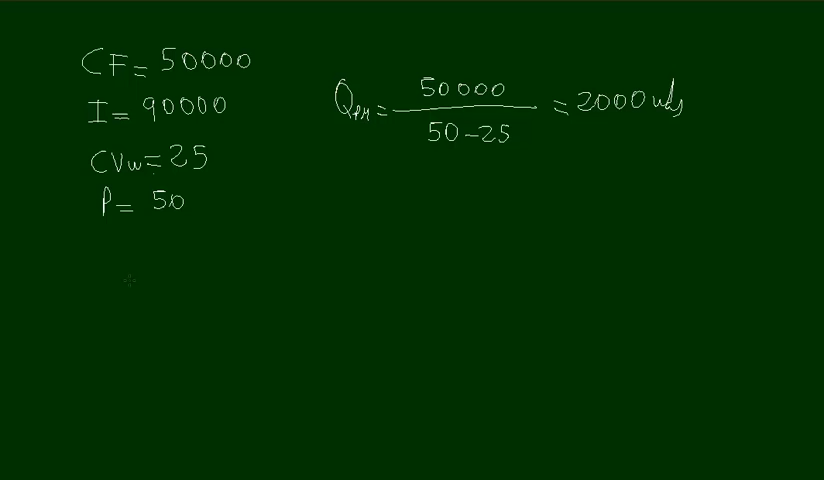 CF = 50000
I = 90000
CVu = 25
P = 50
QPM = 50000 / 50 - 25 = 2000 uds